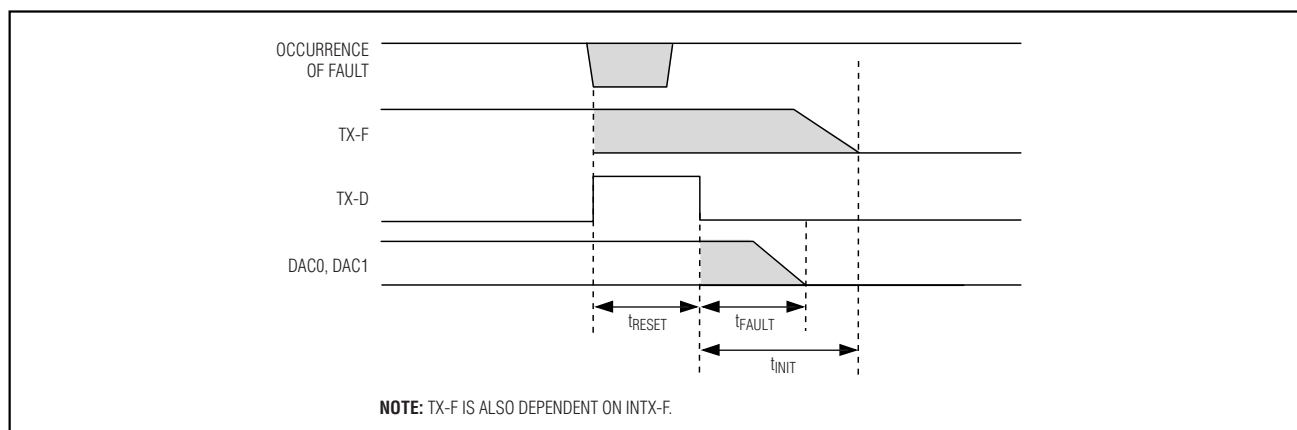 OCCURRENCE
OF FAULT
TX-F
TX-D
DAC0, DAC1
tRESET
tFAULT
tINIT
NOTE: TX-F IS ALSO DEPENDENT ON INTX-F.